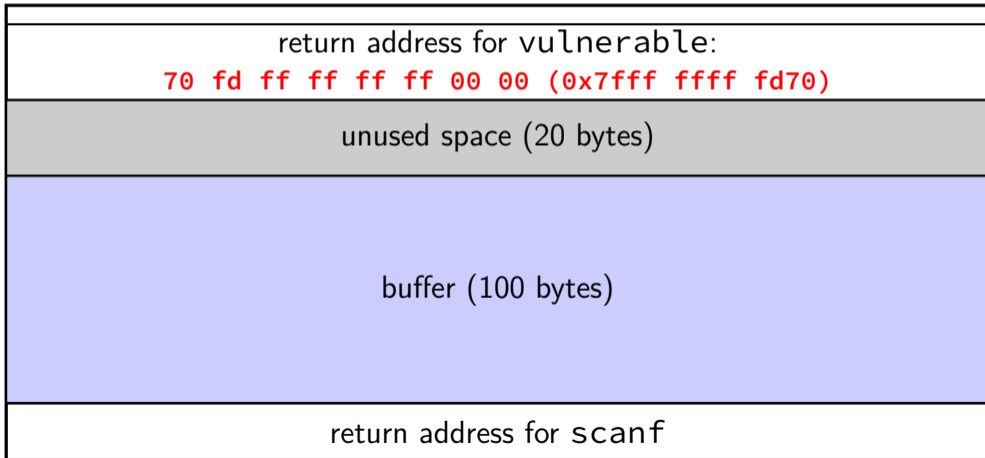 return address for vulnerable:
70 fd ff ff ff ff 00 00 (0x7fff ffff fd70)
unused space (20 bytes)
buffer (100 bytes)
return address for scanf